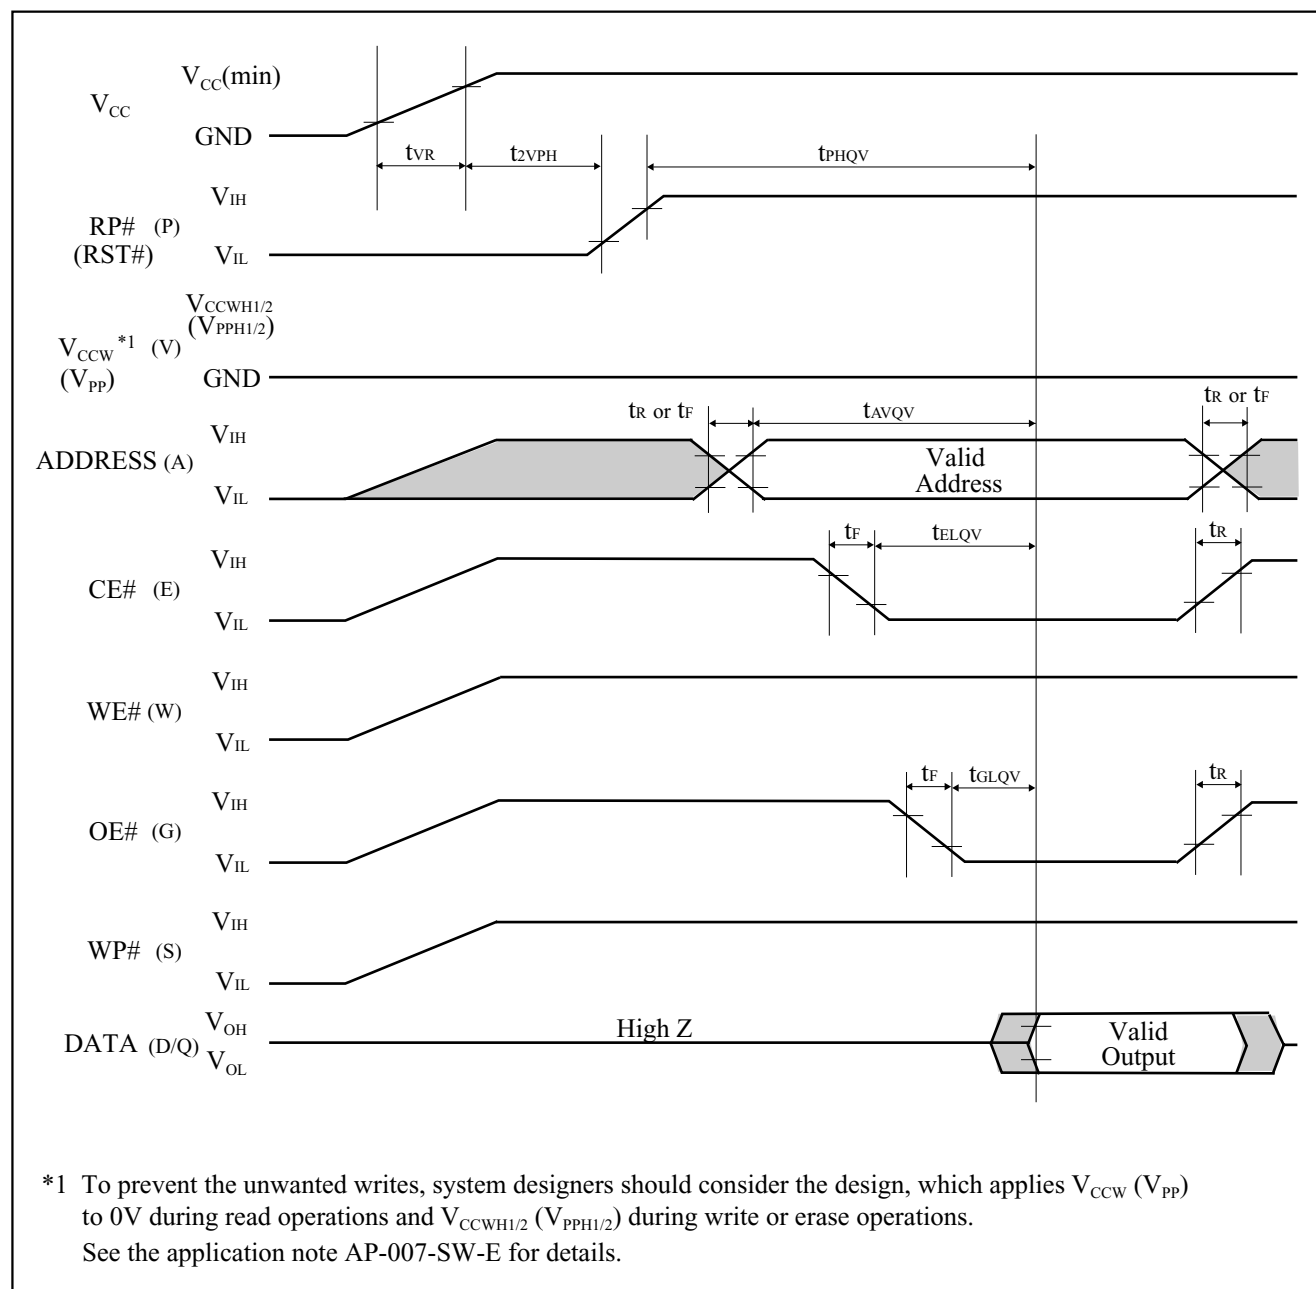 VCC(min)
VCC
GND
tVR
t2VPH
tPHQV
VIH
RP# (P)
(RST#)
VIL
VCCWH1/2
(VPPH1/2)
VCCW *1 (V)
(VPP)
GND
tR or tF
tAVQV
tR or tF
VIH
ADDRESS (A)
Valid
Address
VIL
tF
tELQV
tR
VIH
CE# (E)
VIL
VIH
WE# (W)
VIL
tF
tGLQV
tR
VIH
OE# (G)
VIL
VIH
WP# (S)
VIL
VOH
High Z
DATA (D/Q)
Valid
Output
VOL
*1 To prevent the unwanted writes, system designers should consider the design, which applies VCCW (VPP)
to 0V during read operations and VCCWH1/2 (VPPH1/2) during write or erase operations.
See the application note AP-007-SW-E for details.